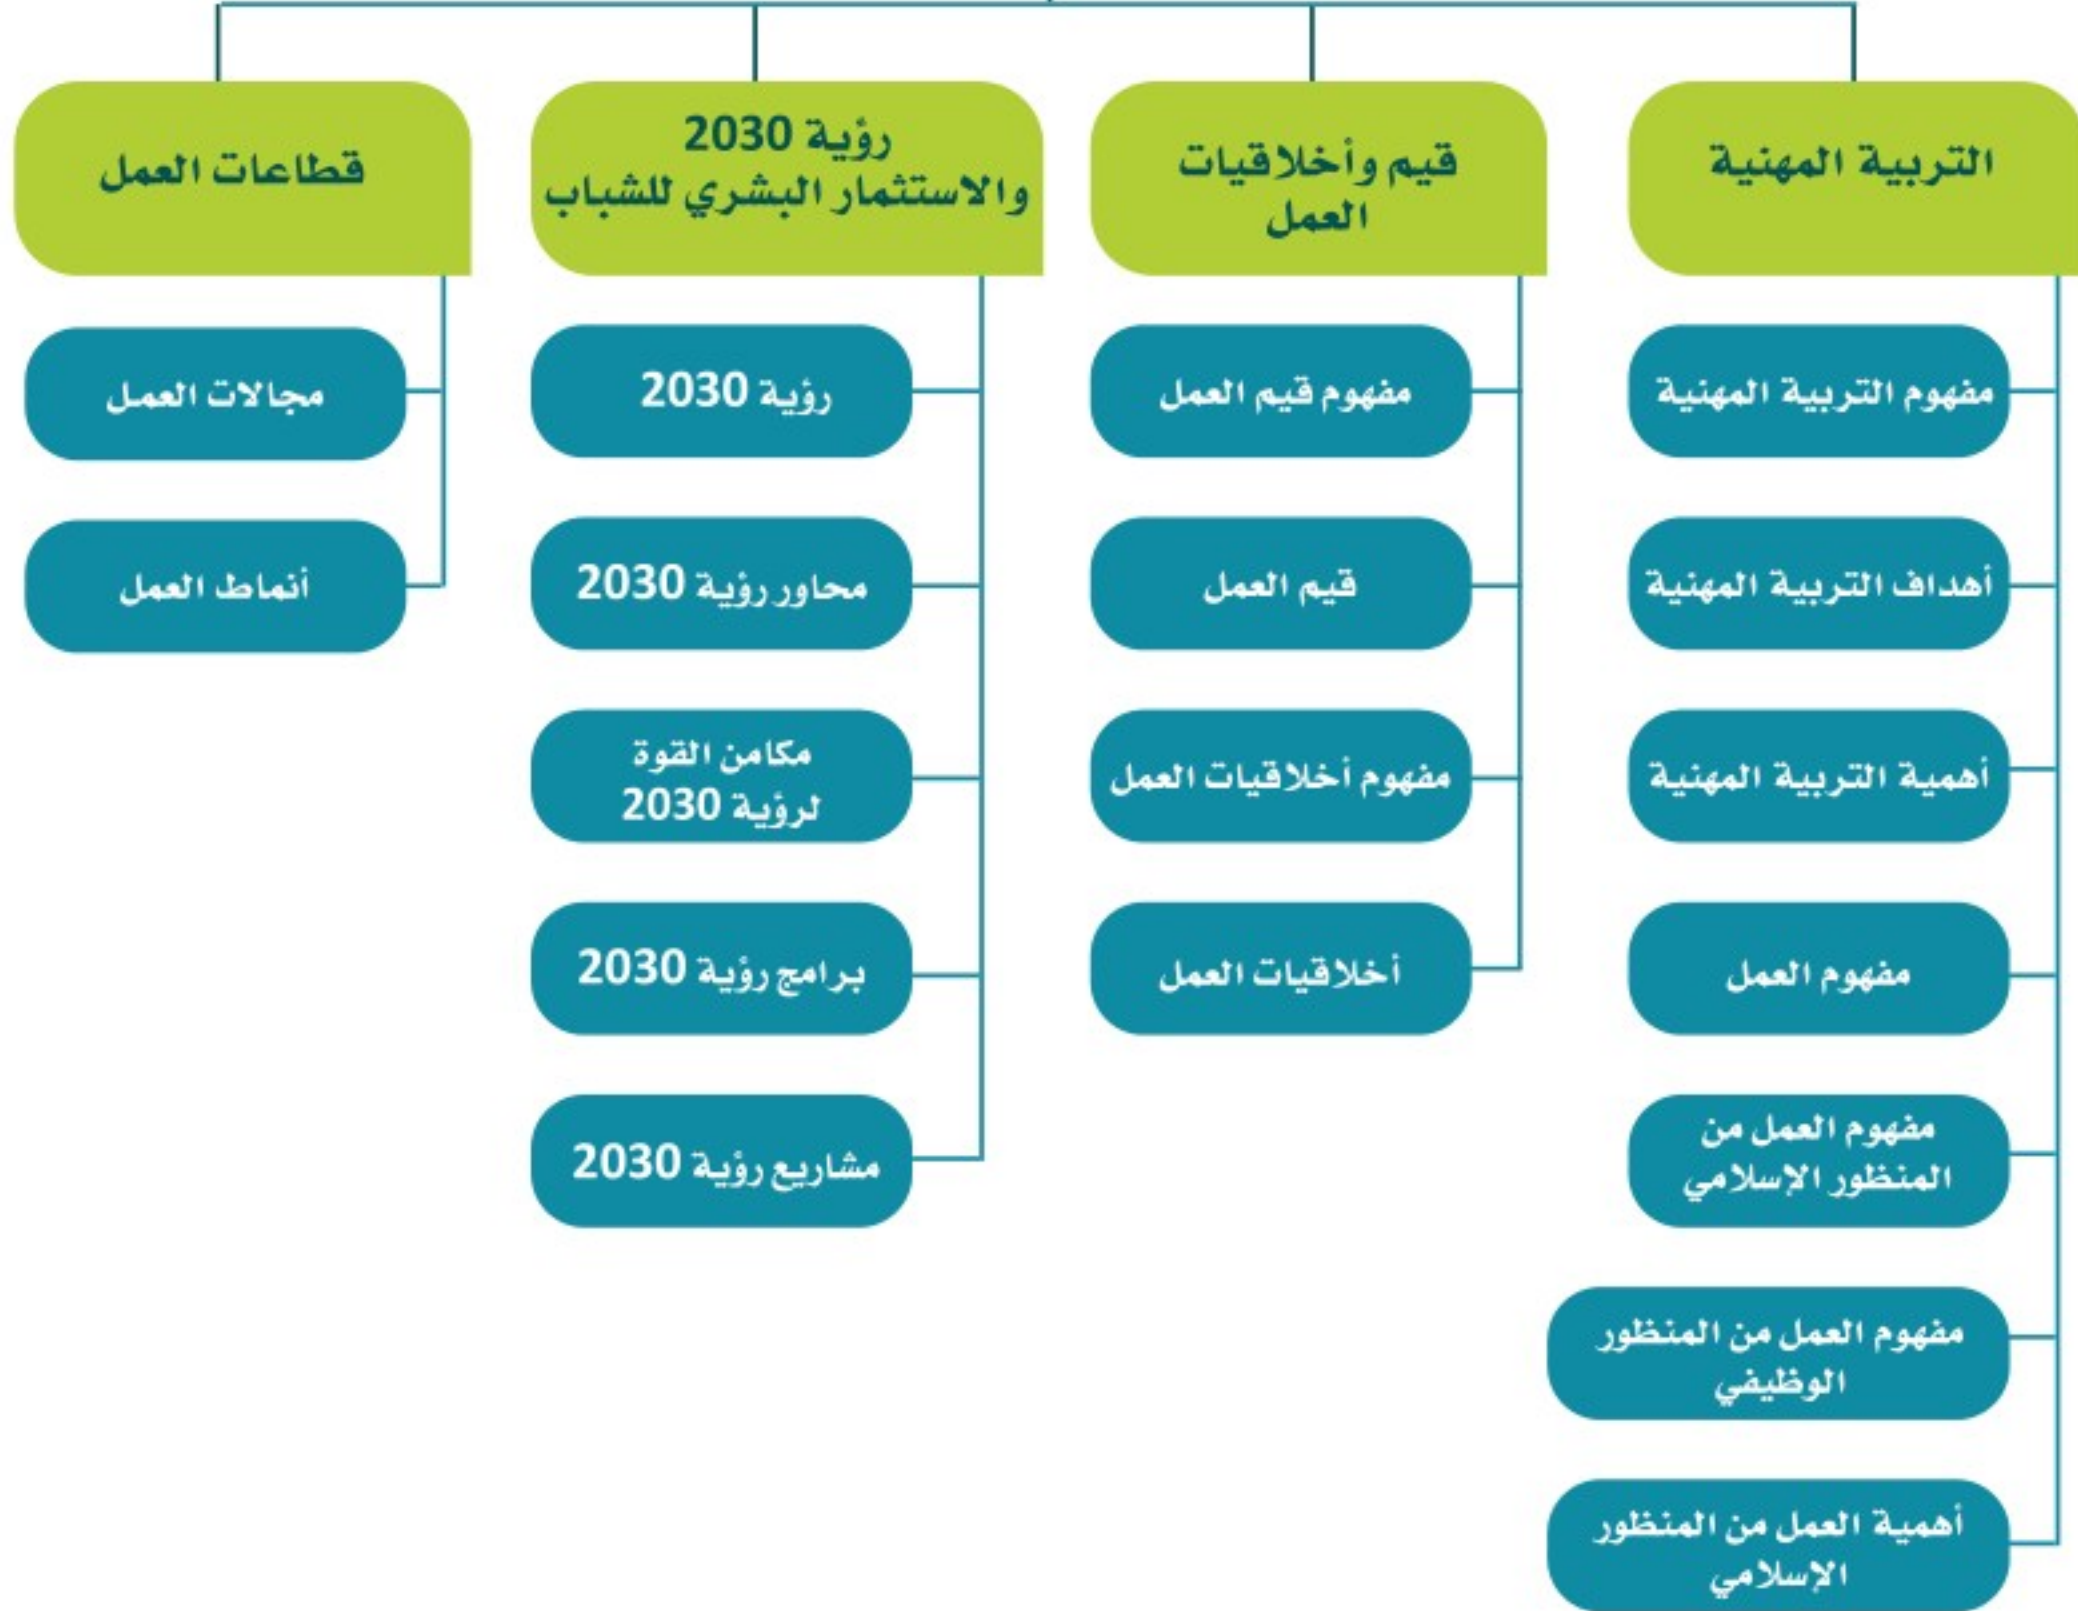 التربية المهنية
مفهوم التربية المهنية
أهداف التربية المهنية
أهمية التربية المهنية
مفهوم العمل
مفهوم العمل من
المنظور الإسلامي
مفهوم العمل من المنظور
الوظيفي
أهمية العمل من المنظور
الإسلامي
قيم وأخلاقيات
العمل
مفهوم قيم العمل
قيم العمل
مفهوم أخلاقيات العمل
أخلاقيات العمل
رؤية 2030
والاستثمار البشري للشباب
رؤية 2030
محاور رؤية 2030
مكامن القوة
لرؤية 2030
برامج رؤية 2030
مشاريع رؤية 2030
قطاعات العمل
مجالات العمل
أنماط العمل